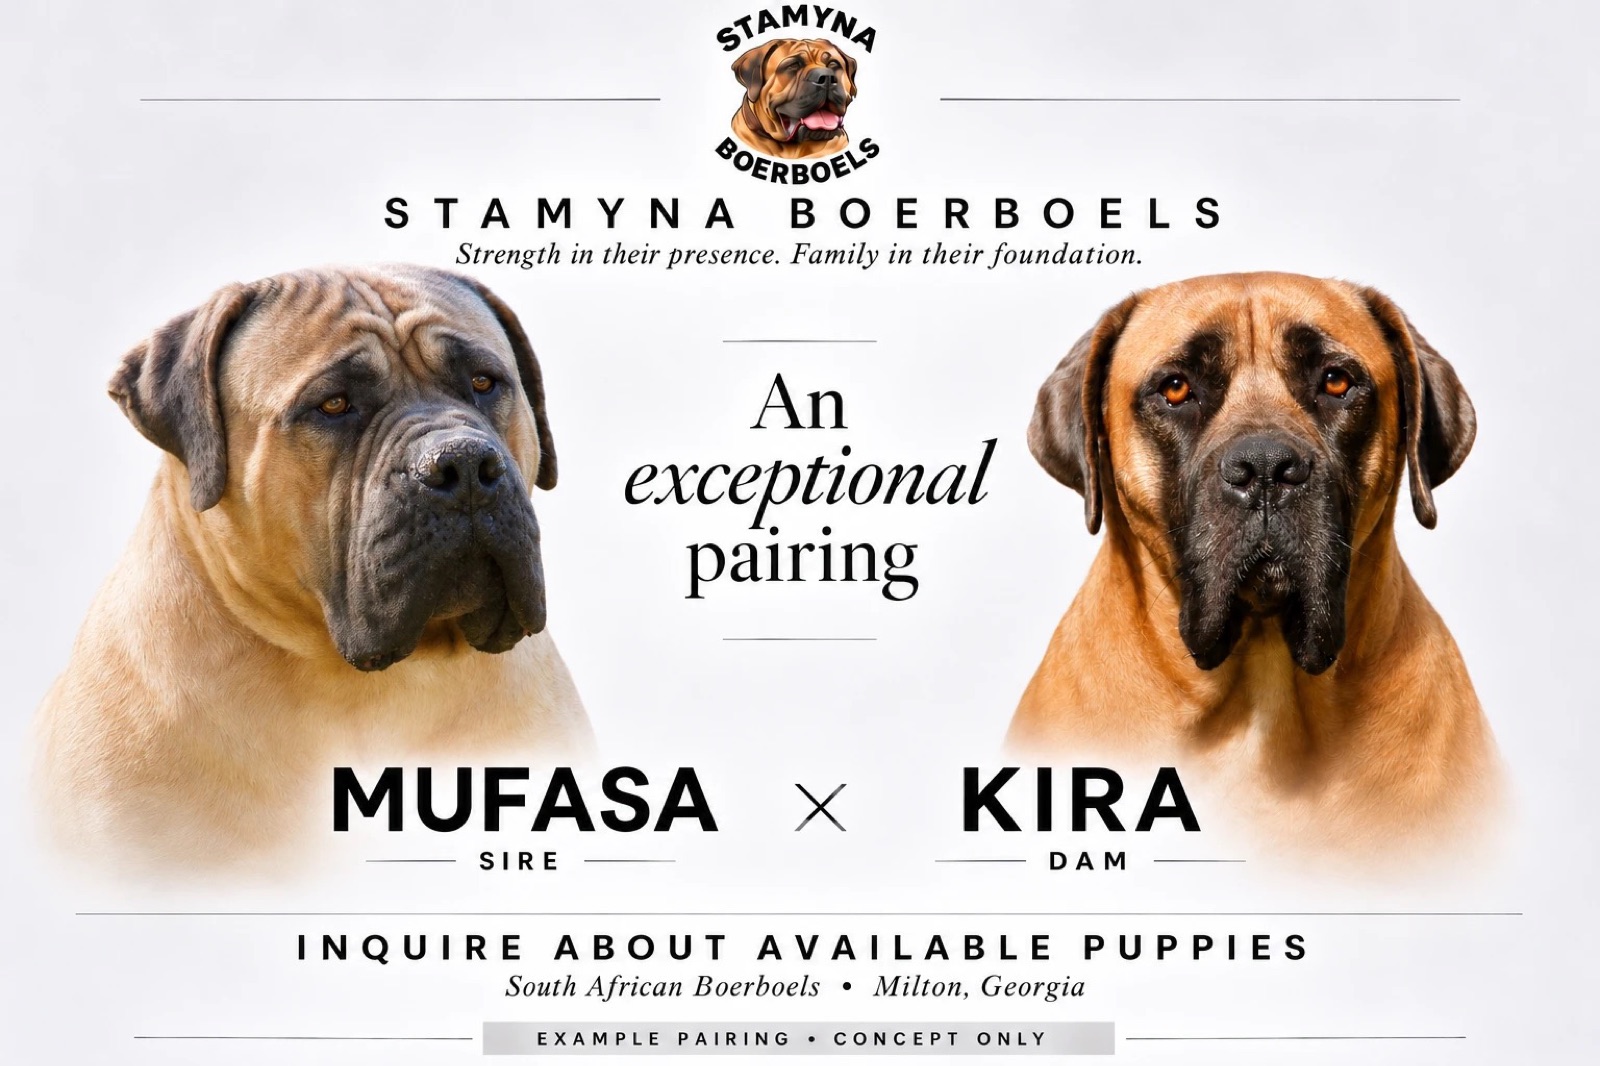 STAMYNA
BOERBOELS
STAMYNA BOERBOELS
Strength in their presence. Family in their foundation.
An
exceptional
pairing
MUFASA × KIRA
SIRE DAM
INQUIRE ABOUT AVAILABLE PUPPIES
South African Boerboels • Milton, Georgia
EXAMPLE PAIRING • CONCEPT ONLY